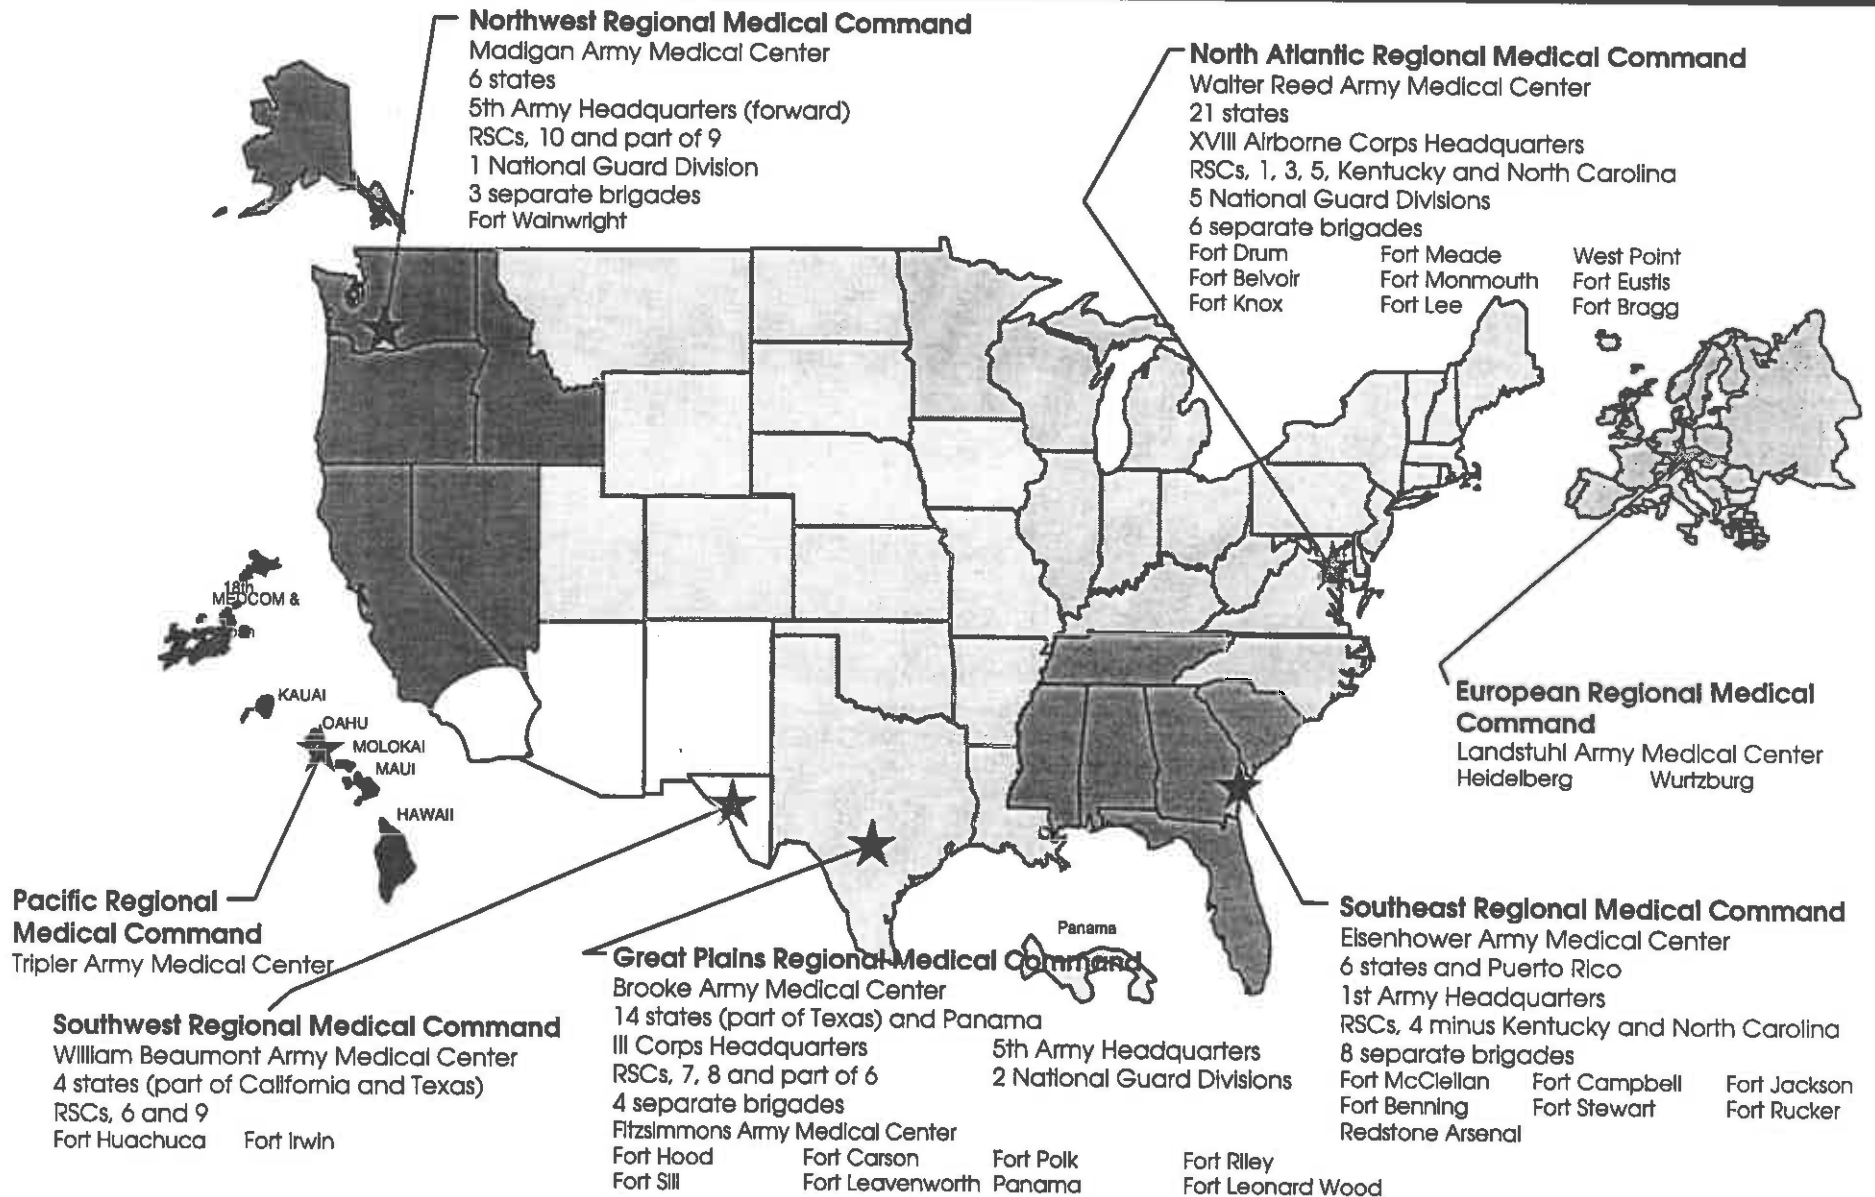 Northwest Regional Medical Command
Madigan Army Medical Center
6 states
5th Army Headquarters (forward)
RSCs, 10 and part of 9
1 National Guard Division
3 separate brigades
Fort Wainwright
North Atlantic Regional Medical Command
Walter Reed Army Medical Center
21 states
XVIII Airborne Corps Headquarters
RSCs, 1, 3, 5, Kentucky and North Carolina
5 National Guard Divisions
6 separate brigades
Fort Drum Fort Meade West Point
Fort Belvoir Fort Monmouth Fort Eustis
Fort Knox Fort Lee Fort Bragg
18th
MEDCOM &
KAUAI
OAHU
MOLOKAI
MAUI
HAWAII
European Regional Medical
Command
Landstuhl Army Medical Center
Heidelberg Wurtzburg
Pacific Regional
Medical Command
Tripler Army Medical Center
Southwest Regional Medical Command
William Beaumont Army Medical Center
4 states (part of California and Texas)
RSCs, 6 and 9
Fort Huachuca Fort Irwin
Panama
Great Plains Regional Medical Command
Brooke Army Medical Center
14 states (part of Texas) and Panama
III Corps Headquarters 5th Army Headquarters
RSCs, 7, 8 and part of 6 2 National Guard Divisions
4 separate brigades
Fitzsimmons Army Medical Center
Fort Hood Fort Carson Fort Polk Fort Riley
Fort Sill Fort Leavenworth Panama Fort Leonard Wood
Southeast Regional Medical Command
Eisenhower Army Medical Center
6 states and Puerto Rico
1st Army Headquarters
RSCs, 4 minus Kentucky and North Carolina
8 separate brigades
Fort McClellan Fort Campbell Fort Jackson
Fort Benning Fort Stewart Fort Rucker
Redstone Arsenal